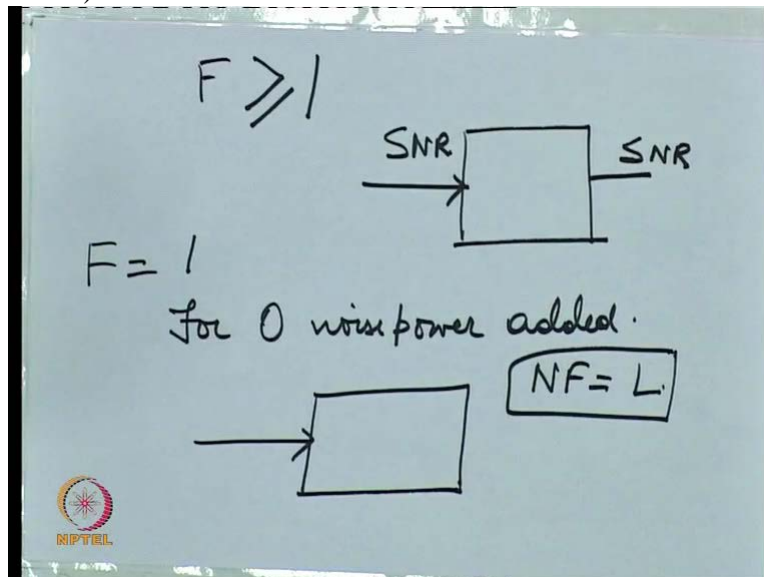 F ⩾ 1
SNR
SNR
F = 1
for 0 noise power added.
NF = L.
NPTEL